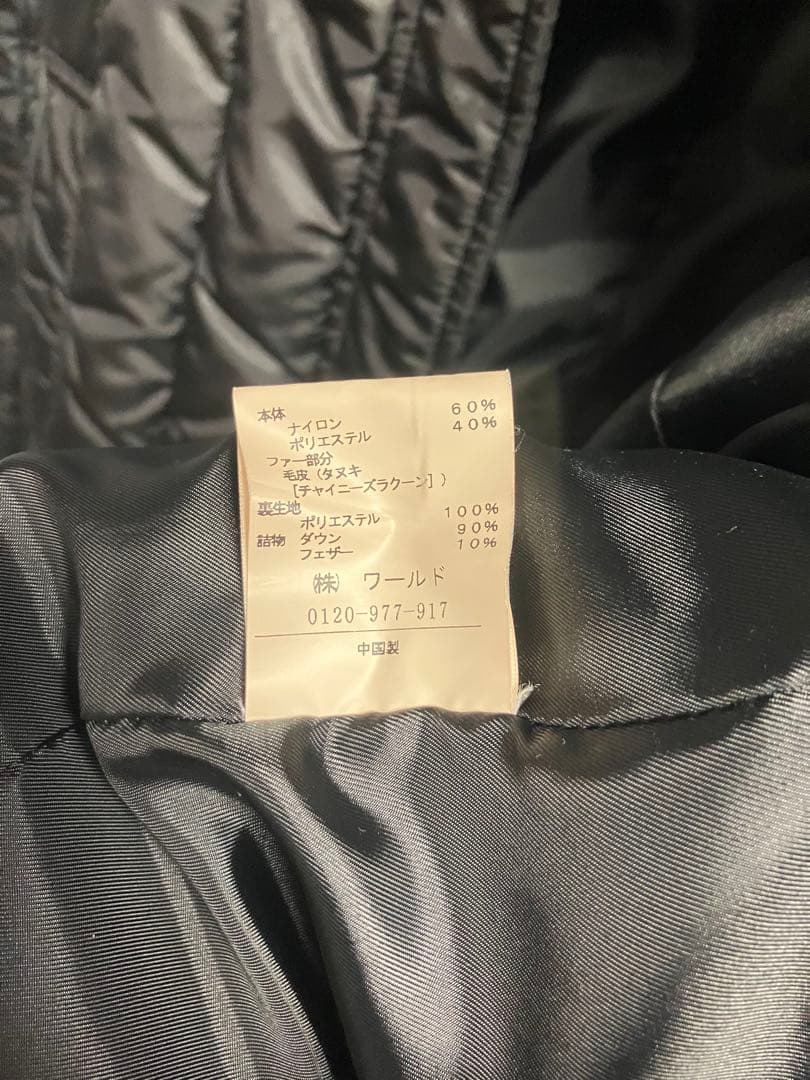 本体
ナイロン 60%
ポリエステル 40%
ファー部分
毛皮(タヌキ
[チャイニーズラクーン])
裏生地
ポリエステル 100%
詰物 ダウン 90%
フェザー 10%
(株) ワールド
0120-977-917
中国製